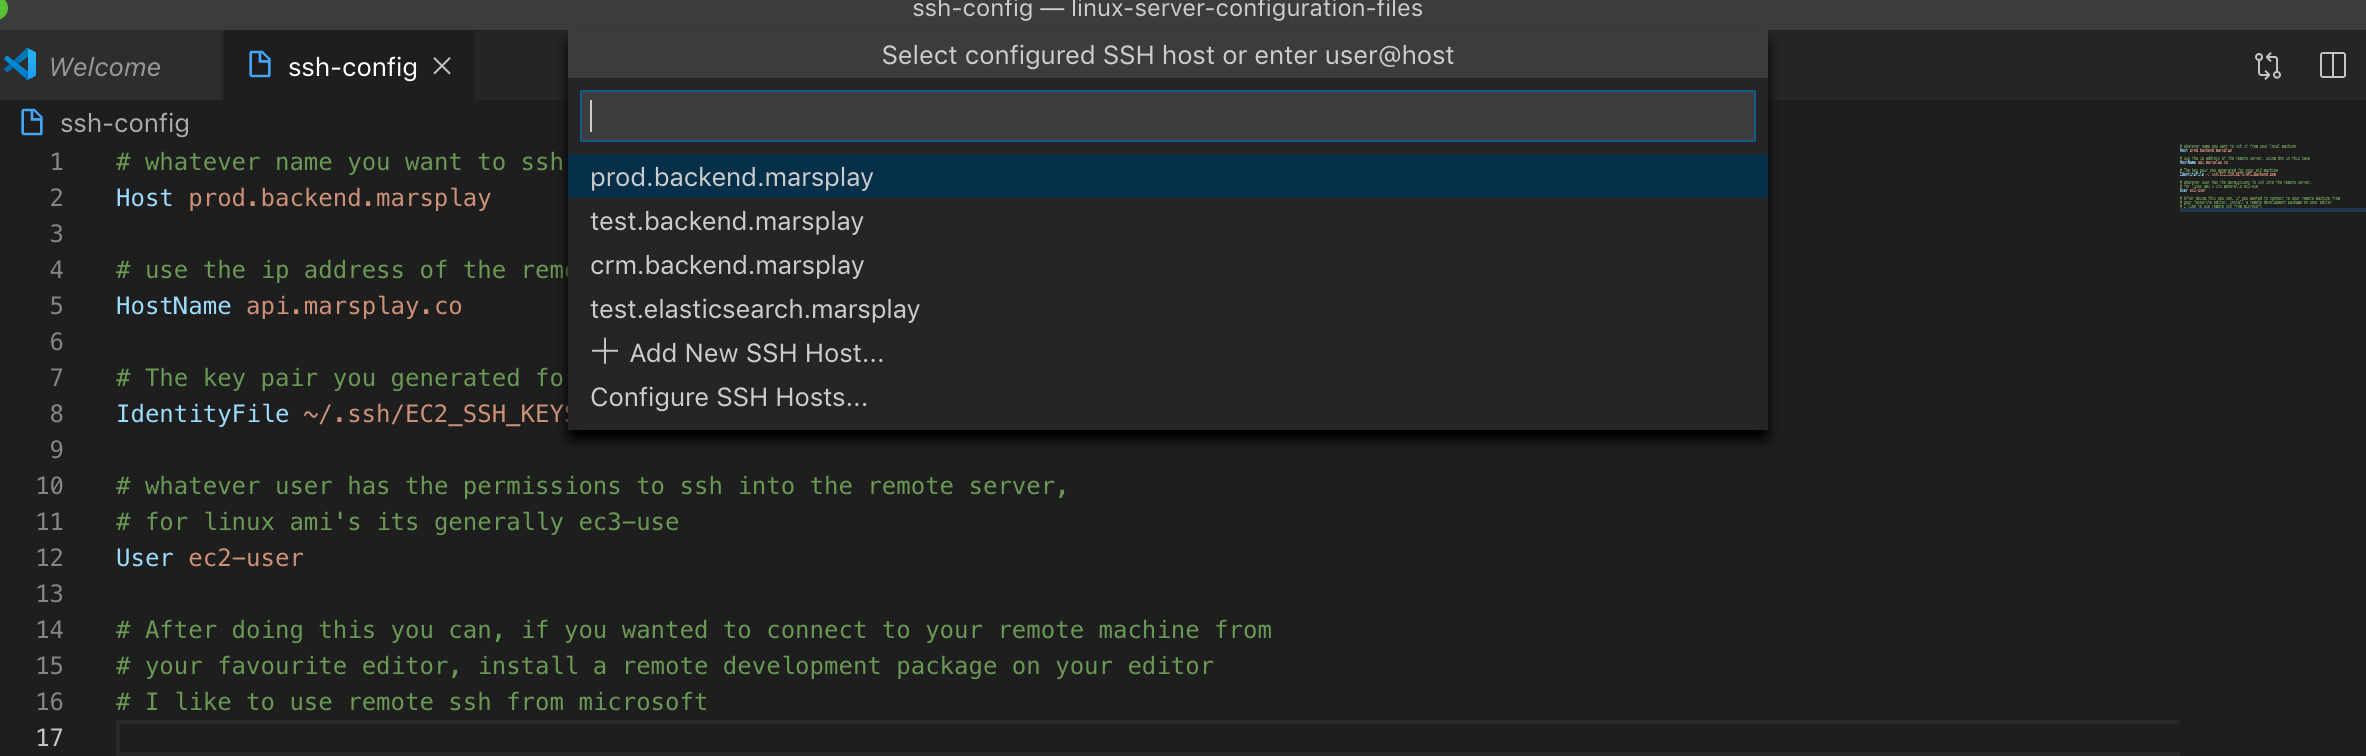 ssh-config — linux-server-configuration-files
Welcome
ssh-config
Select configured SSH host or enter user@host
ssh-config
prod.backend.marsplay
test.backend.marsplay
crm.backend.marsplay
test.elasticsearch.marsplay
Add New SSH Host...
Configure SSH Hosts...
1 # whatever name you want to ssh
2 Host prod.backend.marsplay
3
4 # use the ip address of the
5 HostName api.marsplay.co
6
7 # The key pair you generated
8 IdentityFile ~/.ssh/EC2_SSH_KEYS
9
10 # whatever user has the permissions to ssh into the remote server,
11 # for linux ami's its generally ec3-use
12 User ec2-user
13
14 # After doing this you can, if you wanted to connect to your remote machine from
15 # your favourite editor, install a remote development package on your editor
16 # I like to use remote ssh from microsoft
17